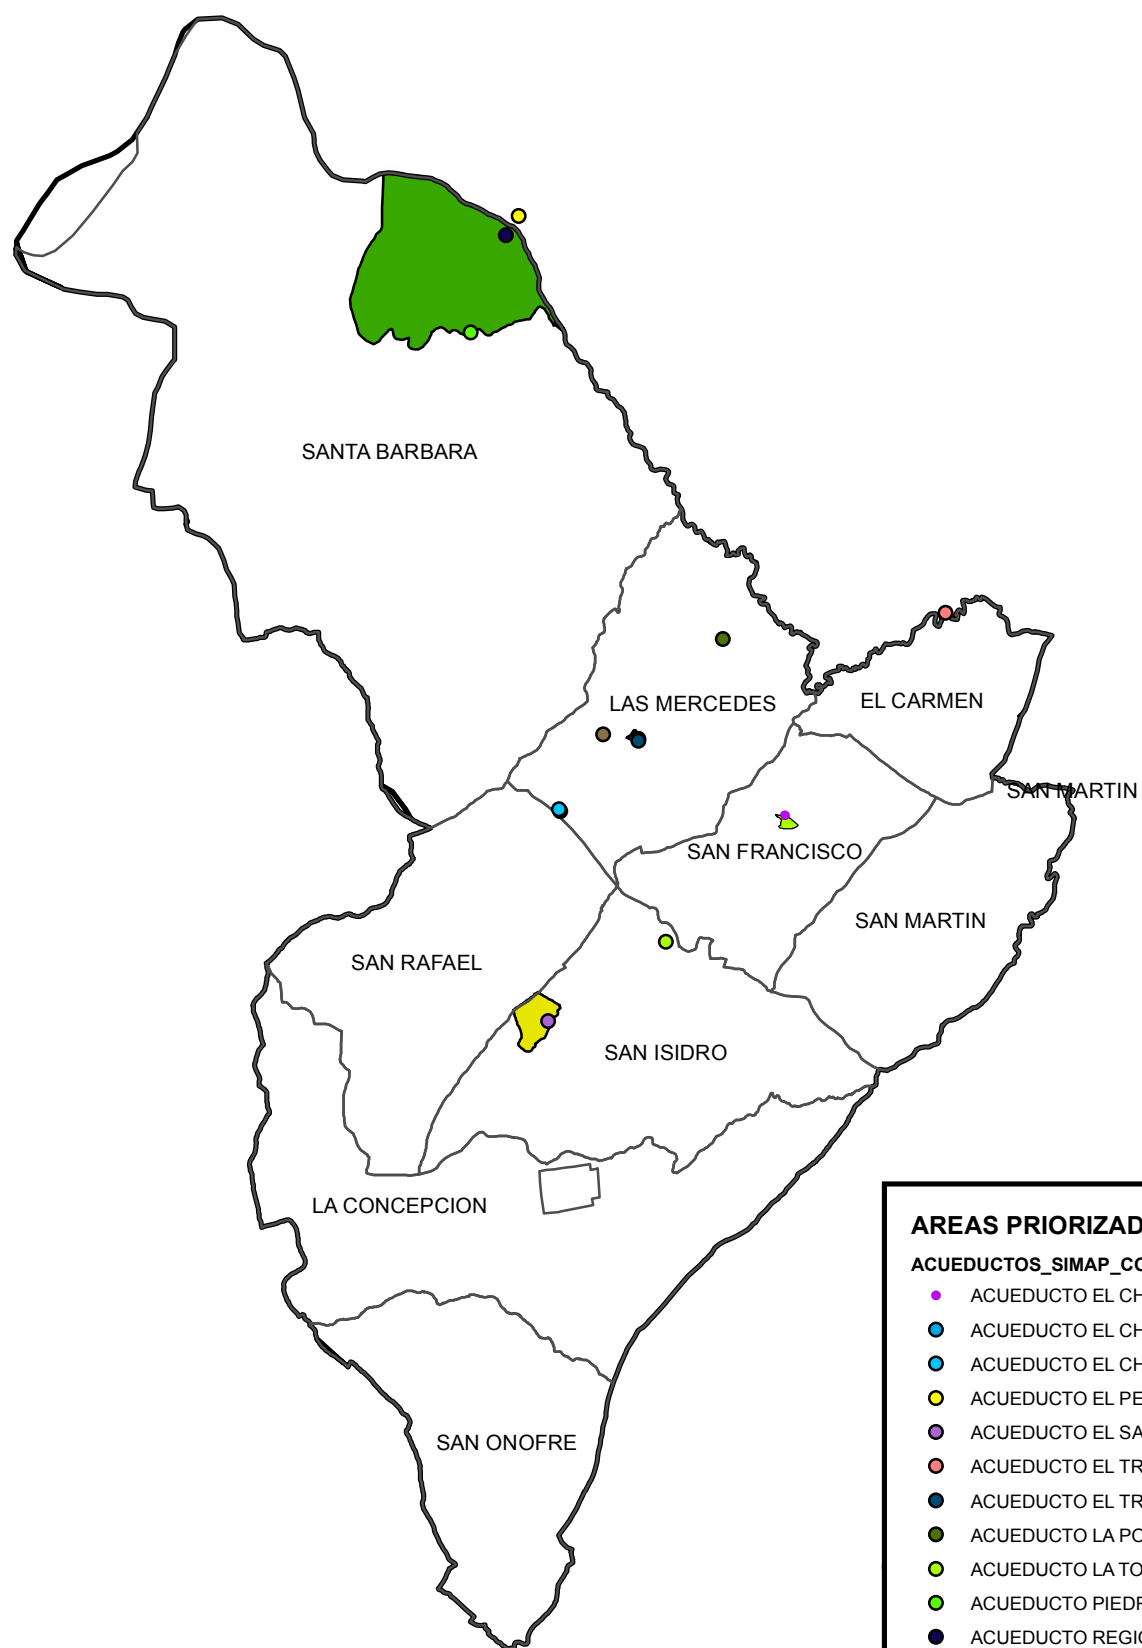 SANTA BARBARA
LAS MERCEDES
EL CARMEN
SAN MARTIN
SAN FRANCISCO
SAN MARTIN
SAN RAFAEL
SAN ISIDRO
LA CONCEPCION
SAN ONOFRE
AREAS PRIORIZAD
ACUEDUCTOS_SIMAP_CO
ACUEDUCTO EL CH
ACUEDUCTO EL CH
ACUEDUCTO EL CH
ACUEDUCTO EL PE
ACUEDUCTO EL SA
ACUEDUCTO EL TR
ACUEDUCTO EL TR
ACUEDUCTO LA PO
ACUEDUCTO LA TO
ACUEDUCTO PIEDR
ACUEDUCTO REGIO